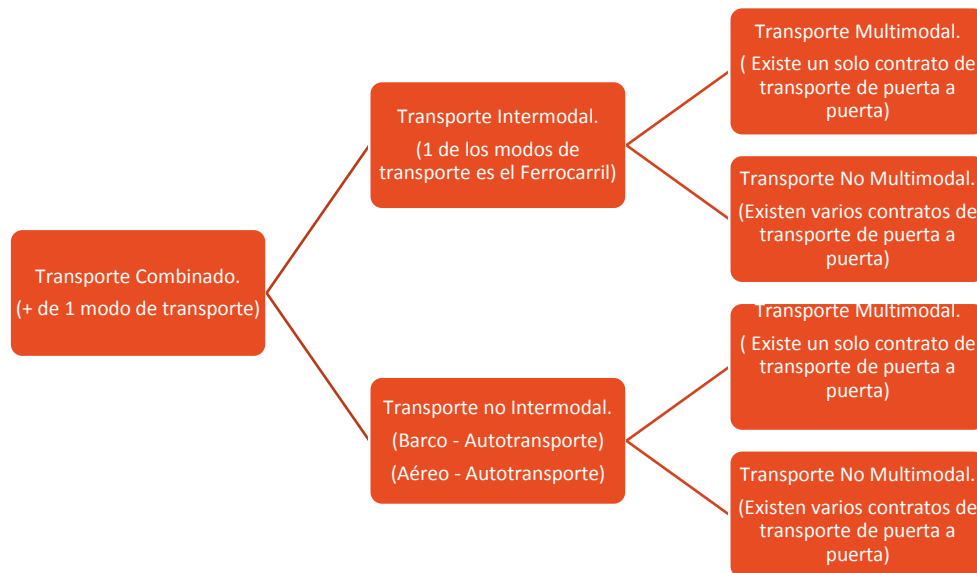 Transporte Combinado.
(+ de 1 modo de transporte)
Transporte Intermodal.
(1 de los modos de
transporte es el Ferrocarril)
Transporte Multimodal.
( Existe un solo contrato de
transporte de puerta a
puerta)
Transporte No Multimodal.
(Existen varios contratos de
transporte de puerta a
puerta)
Transporte no Intermodal.
(Barco - Autotransporte)
(Aéreo - Autotransporte)
Transporte Multimodal.
( Existe un solo contrato de
transporte de puerta a
puerta)
Transporte No Multimodal.
(Existen varios contratos de
transporte de puerta a
puerta)